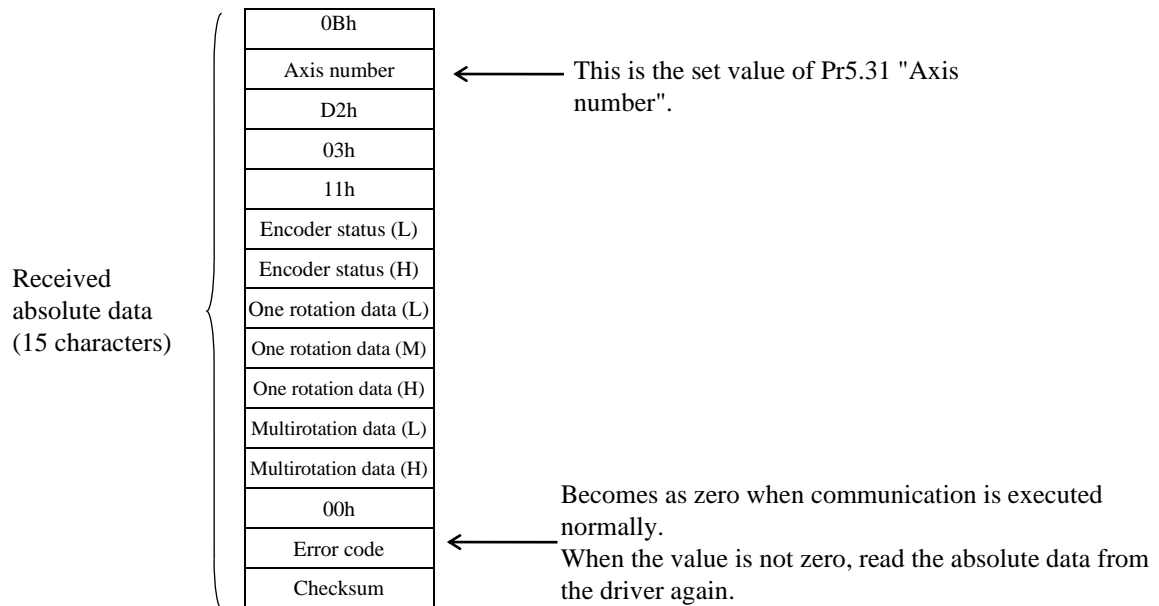 0Bh
Axis number
This is the set value of Pr5.31 "Axis
number".
D2h
03h
11h
Encoder status (L)
Encoder status (H)
Received
absolute data
(15 characters)
One rotation data (L)
One rotation data (M)
One rotation data (H)
Multirotation data (L)
Multirotation data (H)
00h
Error code
Checksum
Becomes as zero when communication is executed
normally.
When the value is not zero, read the absolute data from
the driver again.